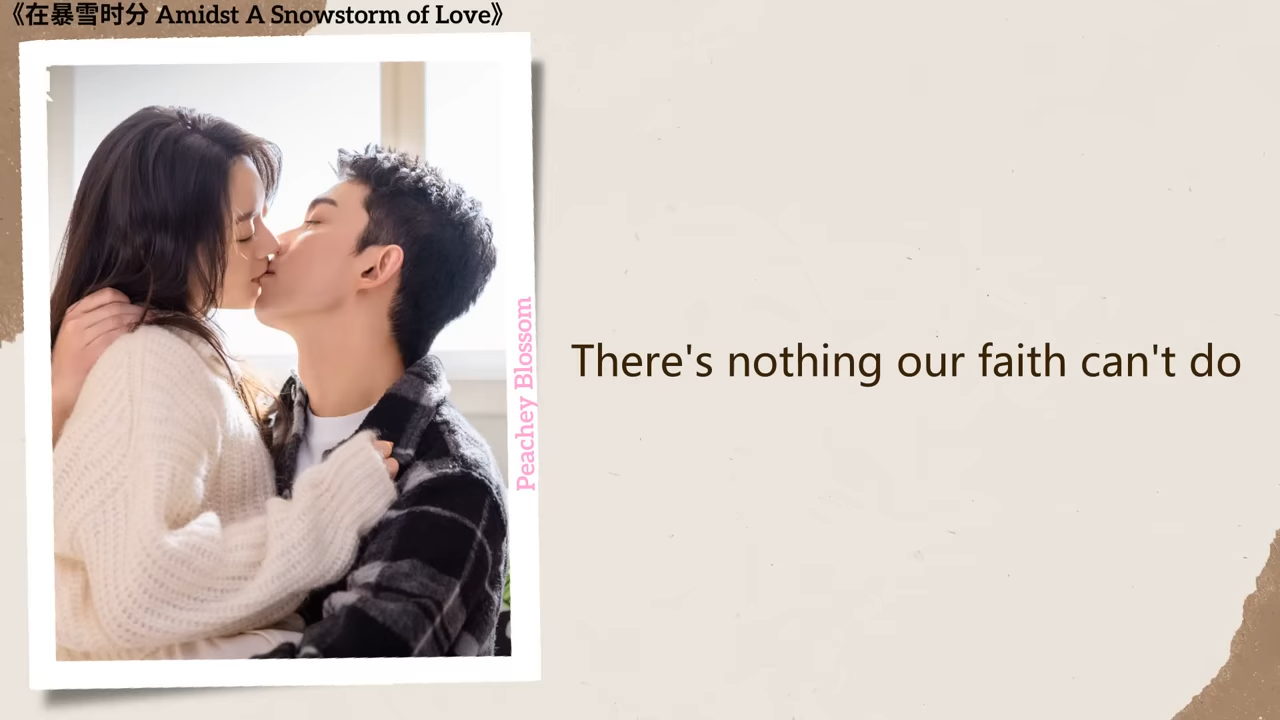 《在暴雪时分 Amidst A Snowstorm of Love》
Peachey Blossom
There's nothing our faith can't do